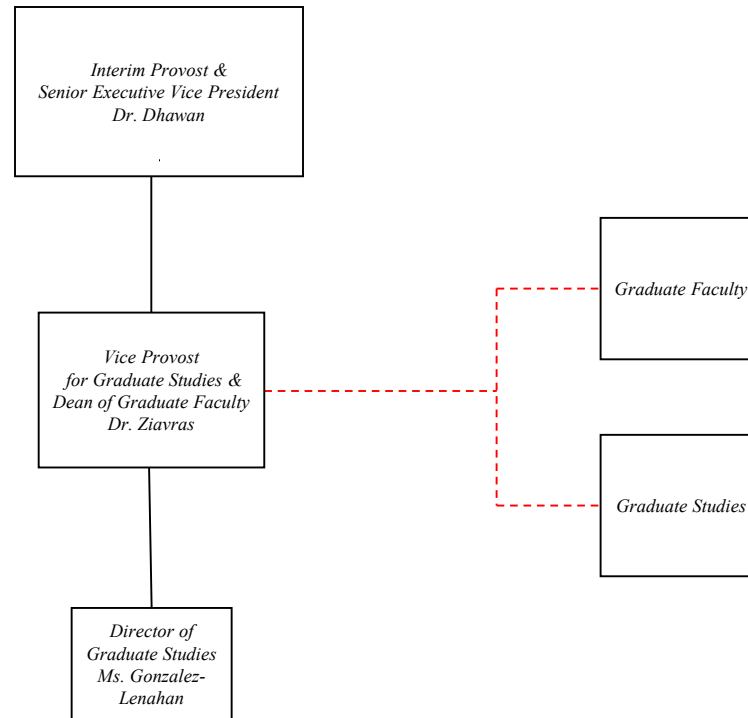 Interim Provost &
Senior Executive Vice President
Dr. Dhawan
.
Graduate Faculty
Vice Provost
for Graduate Studies &
Dean of Graduate Faculty
Dr. Ziavras
Graduate Studies
Director of
Graduate Studies
Ms. Gonzalez-
Lenahan